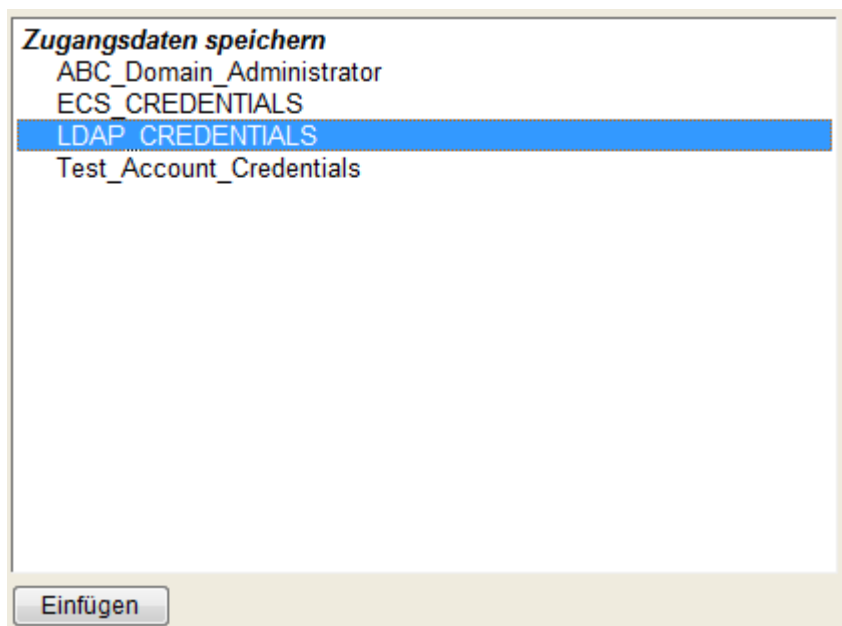 Zugangsdaten speichern
ABC_Domain_Administrator
ECS_CREDENTIALS
LDAP_CREDENTIALS
Test_Account_Credentials
Einfügen